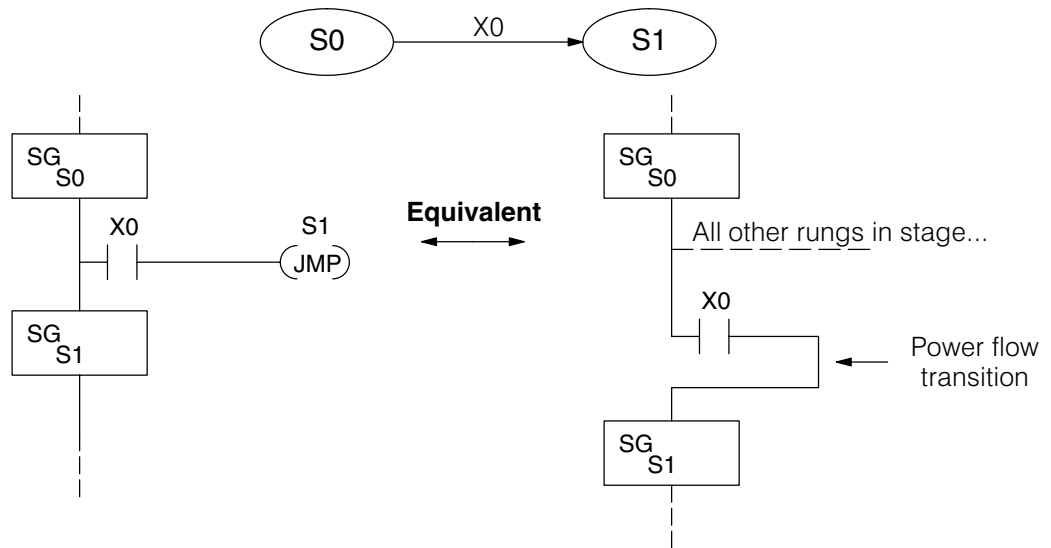 S0
X0
S1
SG
S0
X0
S1
JMP
SG
S1
Equivalent
SG
S0
All other rungs in stage...
X0
Power flow
transition
SG
S1